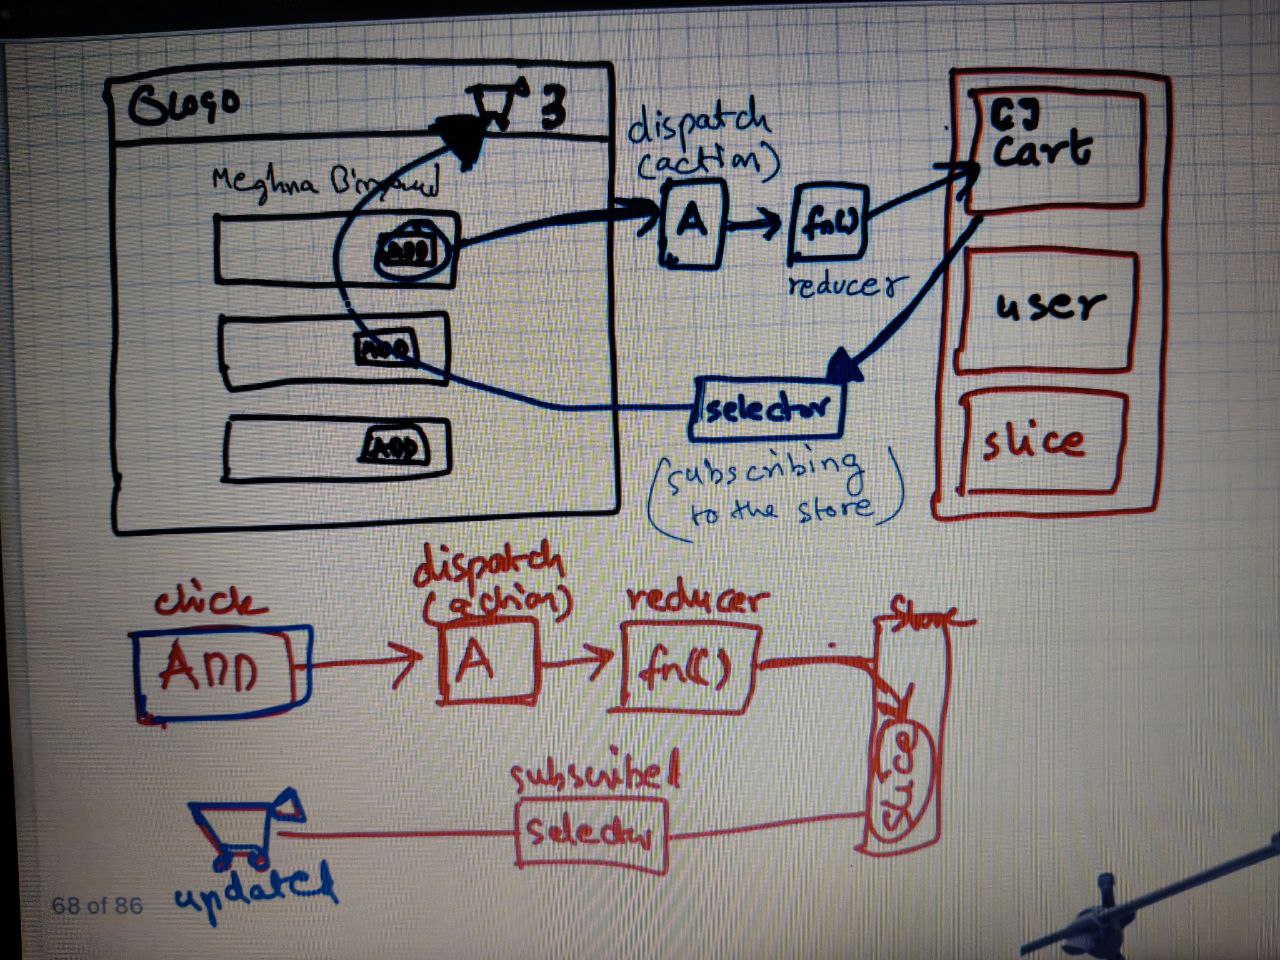 Logo
3
Meghna Biryani
ADD
ADD
ADD
dispatch
(action)
A
fn()
reducer
[]
Cart
user
slice
selector
(subscribing
to the store)
click
ADD
dispatch
(action)
A
reducer
fn()
Store
slice
subscribed
selector
updated
68 of 86